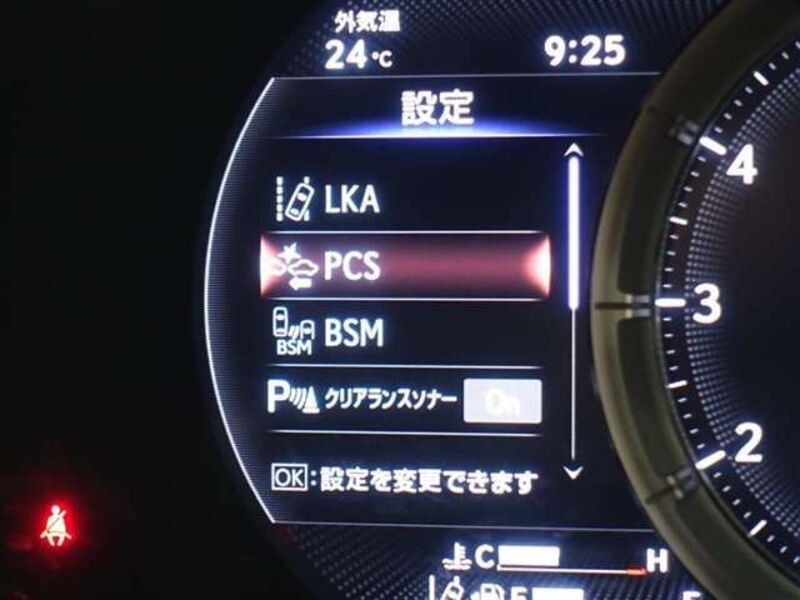 外気温
24℃ 9:25
設定
LKA
PCS
BSM
BSM
P クリアランスソナー On
OK:設定を変更できます
4
3
2
C H
F